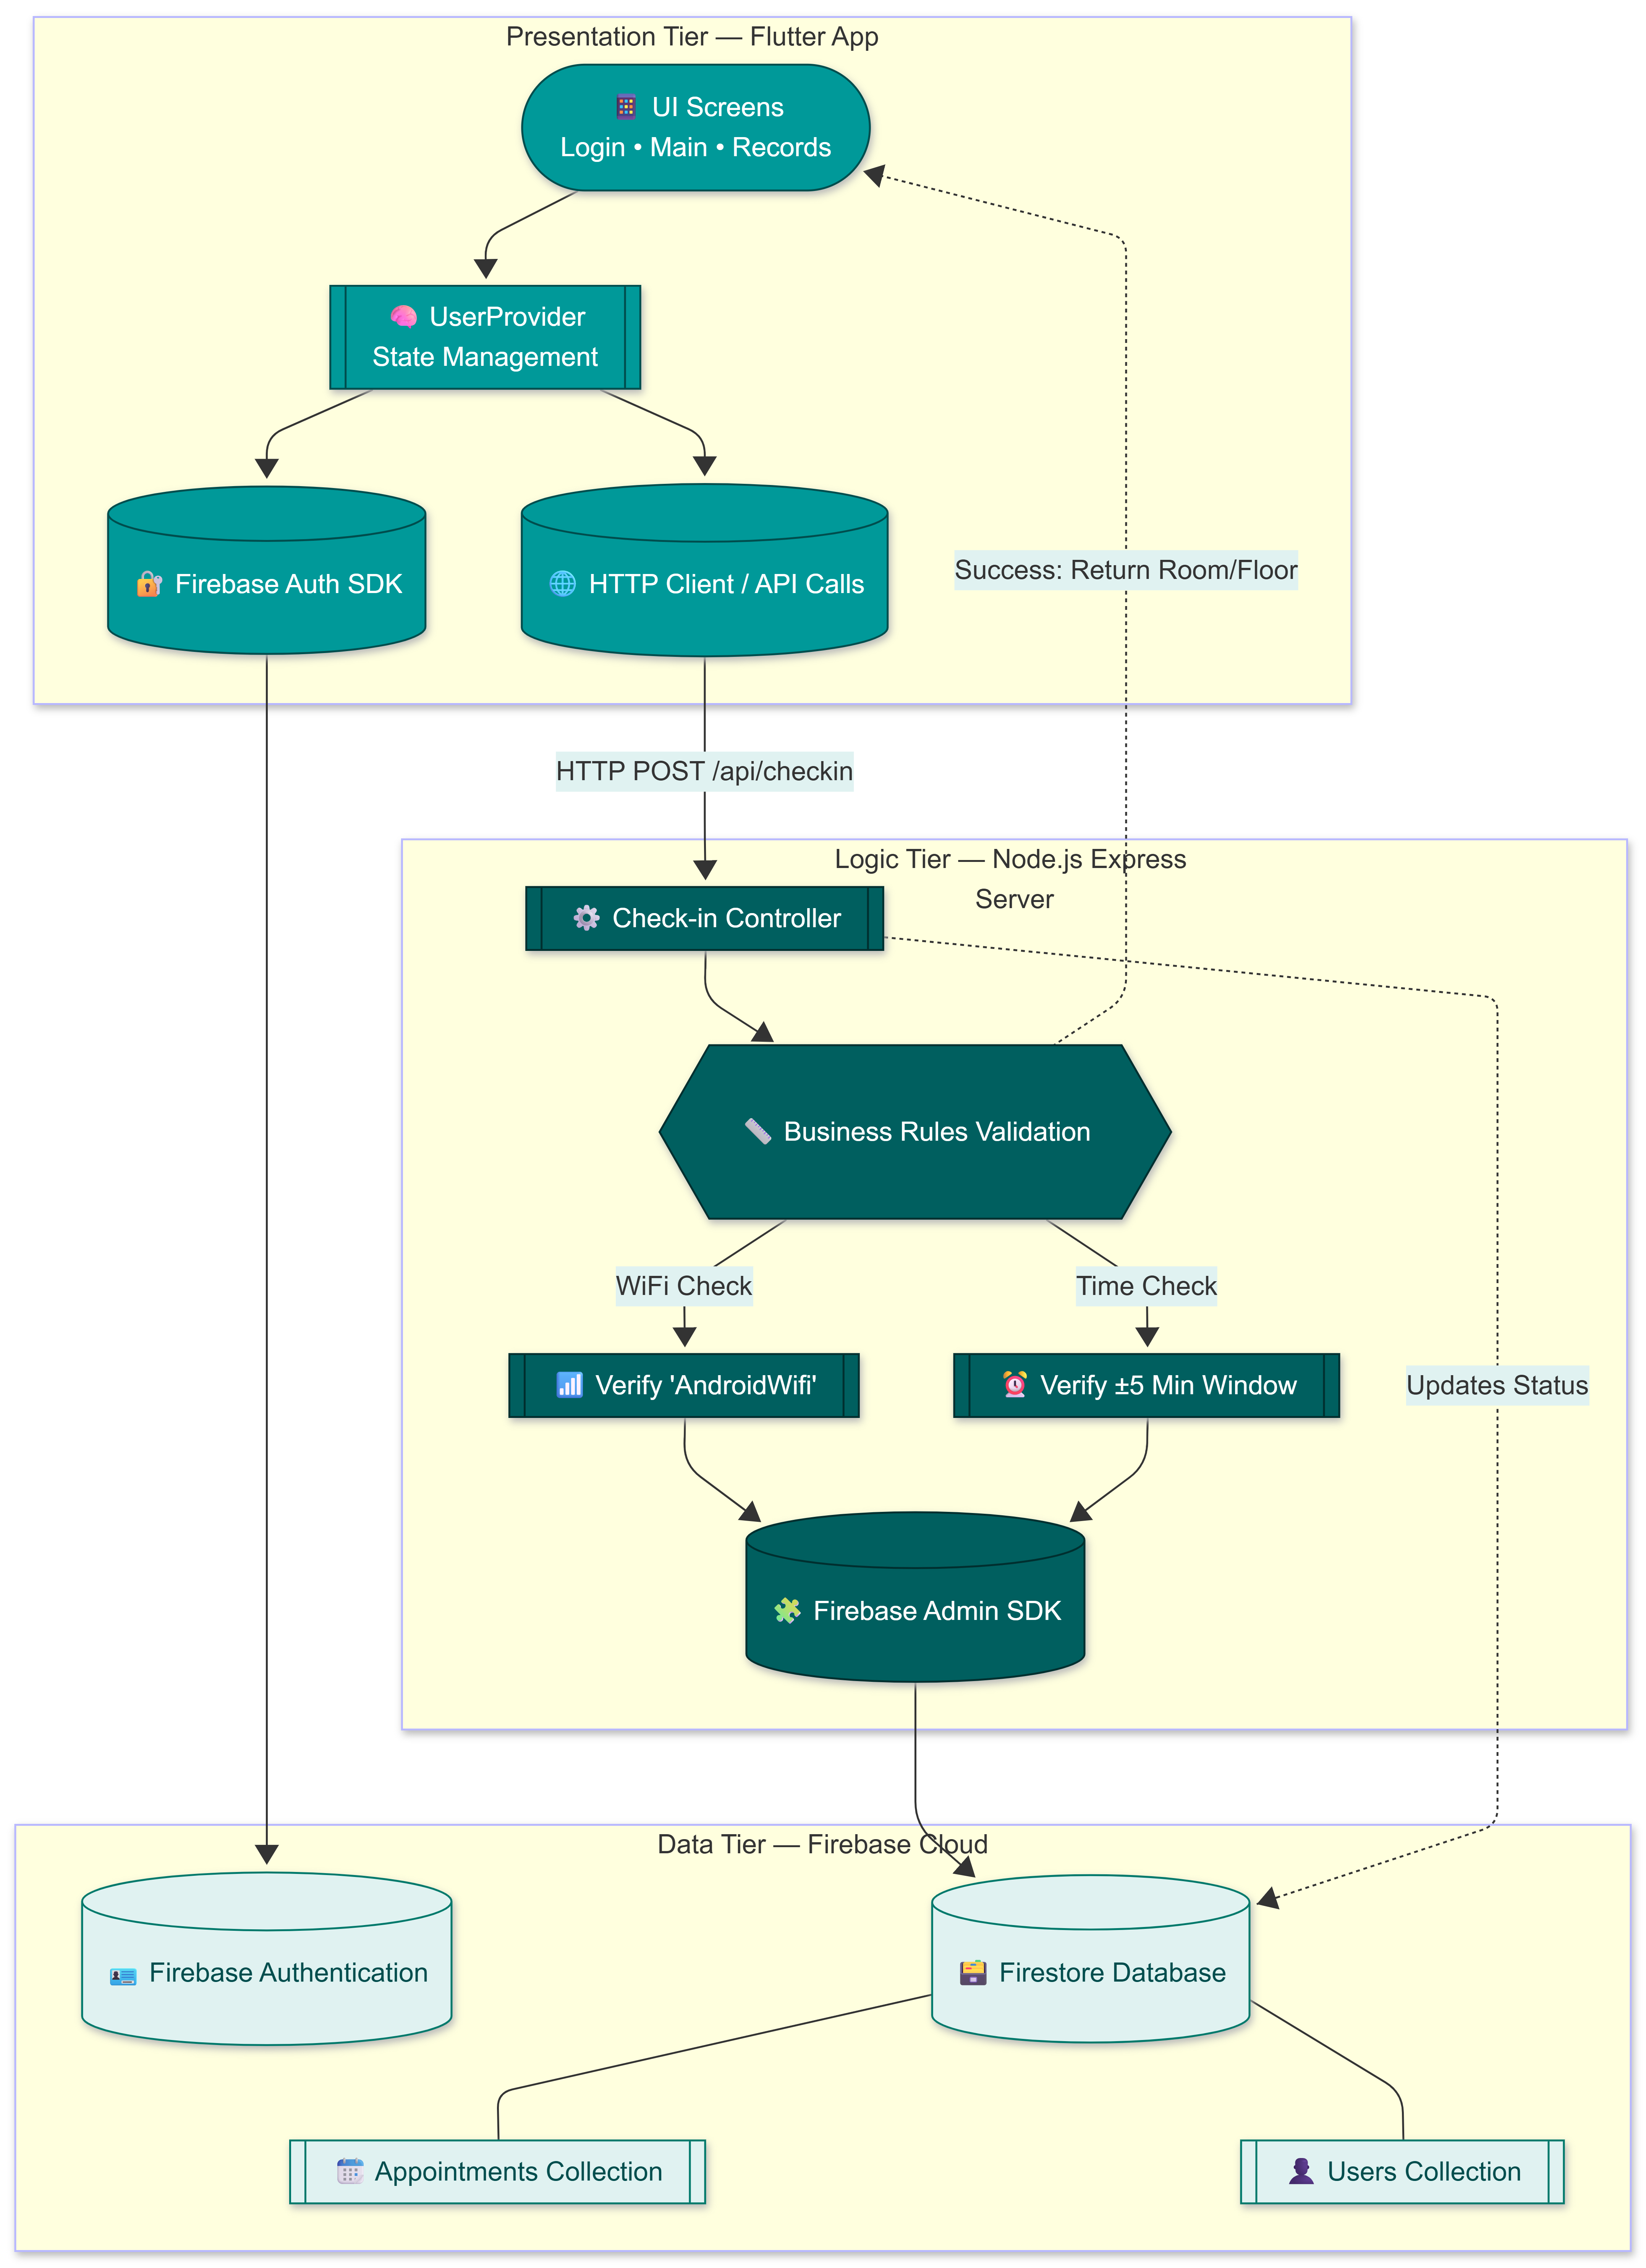 Presentation Tier — Flutter App
UI Screens
Login • Main • Records
UserProvider
State Management
Firebase Auth SDK
HTTP Client / API Calls
Success: Return Room/Floor
HTTP POST /api/checkin
Logic Tier — Node.js Express
Server
Check-in Controller
Business Rules Validation
WiFi Check
Time Check
Verify 'AndroidWifi'
Verify ±5 Min Window
Updates Status
Firebase Admin SDK
Data Tier — Firebase Cloud
Firebase Authentication
Firestore Database
Appointments Collection
Users Collection